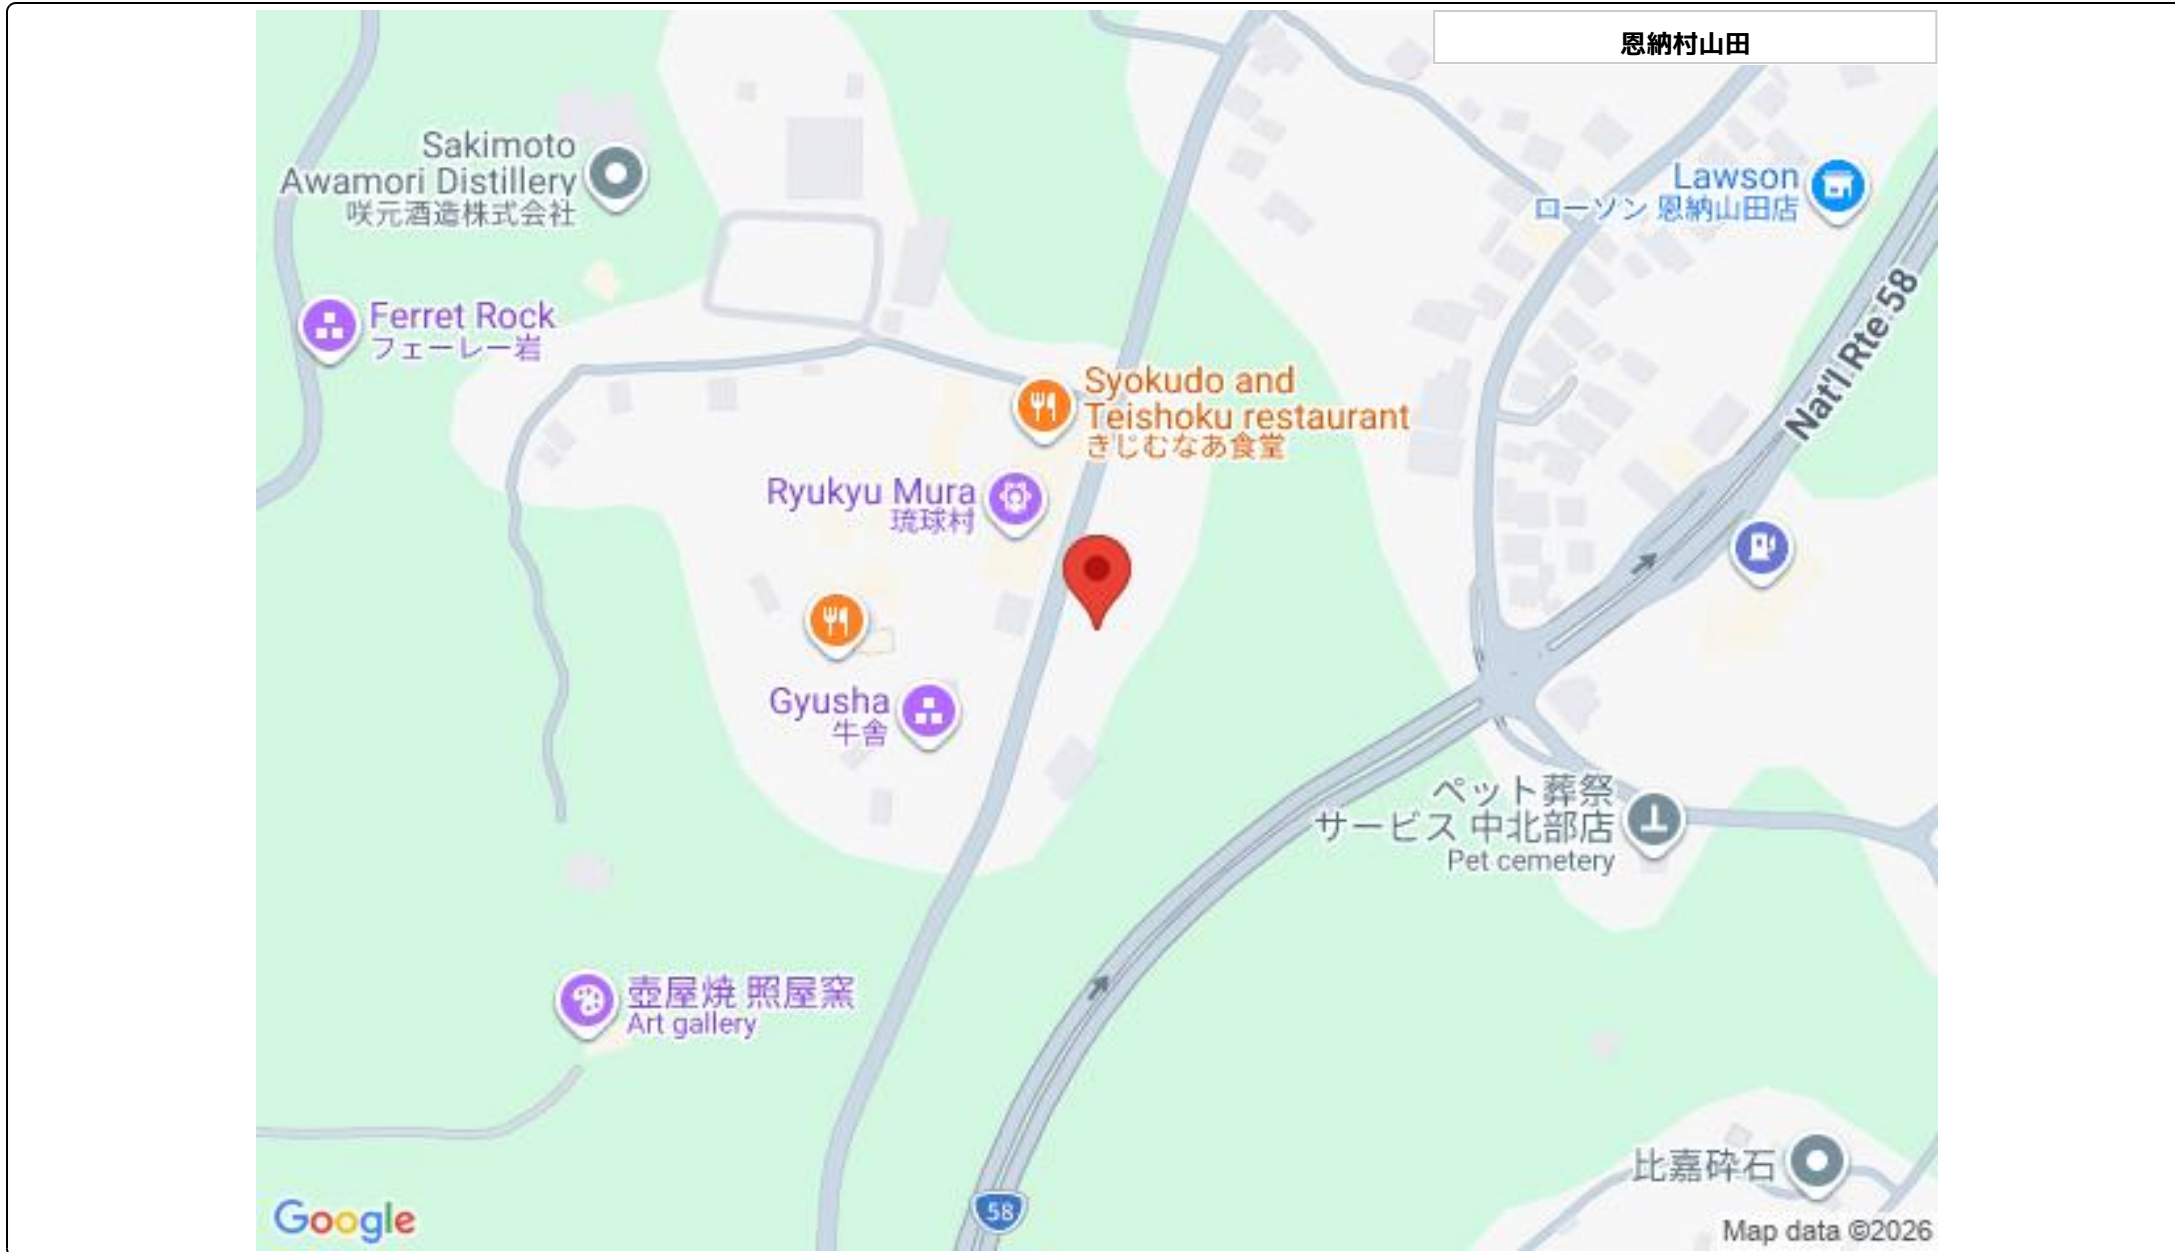 恩納村山田
Sakimoto
Awamori Distillery
咲元酒造株式会社
Lawson
ローソン 恩納山田店
Nat'l Rte 58
Ferret Rock
フェーレー岩
Syokudo and
Teishoku restaurant
きじむなあ食堂
Ryukyu Mura
琉球村
Gyusha
牛舎
ペット葬祭
サービス 中北部店
Pet cemetery
壺屋焼 照屋窯
Art gallery
比嘉砕石
58
Google
Map data ©2026